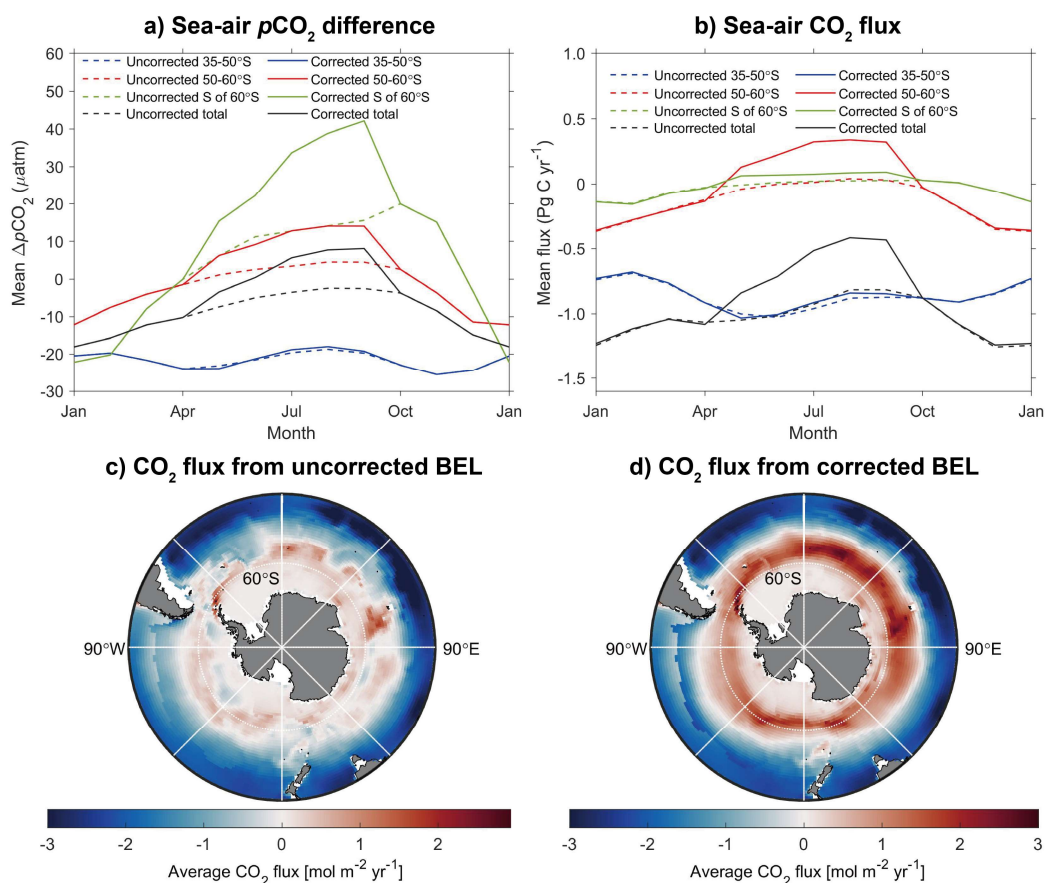 a) Sea-air pCO₂ difference
60
50
40
30
20
10
0
-10
-20
-30
Mean ΔpCO₂ (μatm)
Uncorrected 35-50°S
Corrected 35-50°S
Uncorrected 50-60°S
Corrected 50-60°S
Uncorrected S of 60°S
Corrected S of 60°S
Uncorrected total
Corrected total
Jan
Apr
Jul
Oct
Jan
Month
b) Sea-air CO₂ flux
1.0
0.5
0
-0.5
-1.0
-1.5
Mean flux (Pg C yr⁻¹)
Uncorrected 35-50°S
Corrected 35-50°S
Uncorrected 50-60°S
Corrected 50-60°S
Uncorrected S of 60°S
Corrected S of 60°S
Uncorrected total
Corrected total
Jan
Apr
Jul
Oct
Jan
Month
c) CO₂ flux from uncorrected BEL
60°S
90°W
90°E
-3
-2
-1
0
1
2
Average CO₂ flux [mol m⁻² yr⁻¹]
d) CO₂ flux from corrected BEL
60°S
90°W
90°E
-3
-2
-1
0
1
2
3
Average CO₂ flux [mol m⁻² yr⁻¹]